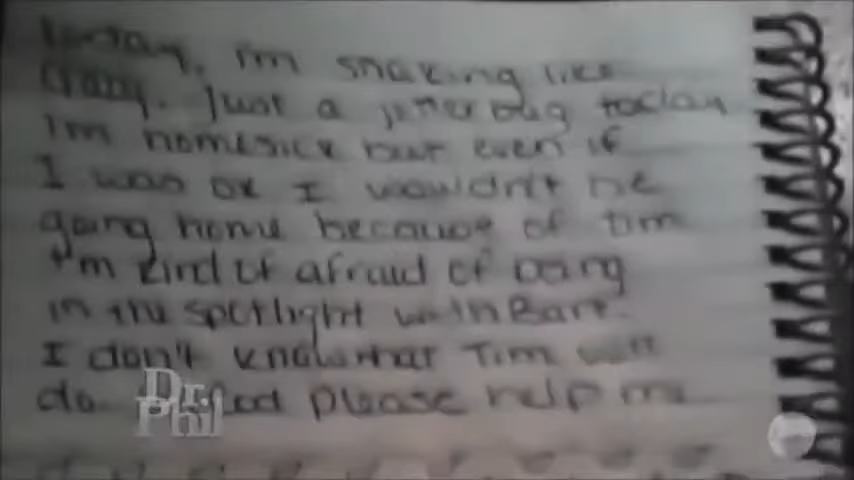 today, i'm shaking like
crazy. Just a jitter bug today
I'm homesick but even if
I was ok I wouldn't be
going home because of Tim
I'm kind of afraid of being
in the spotlight with Bart.
I don't know what Tim will
do. God please help me
Dr.
Phil